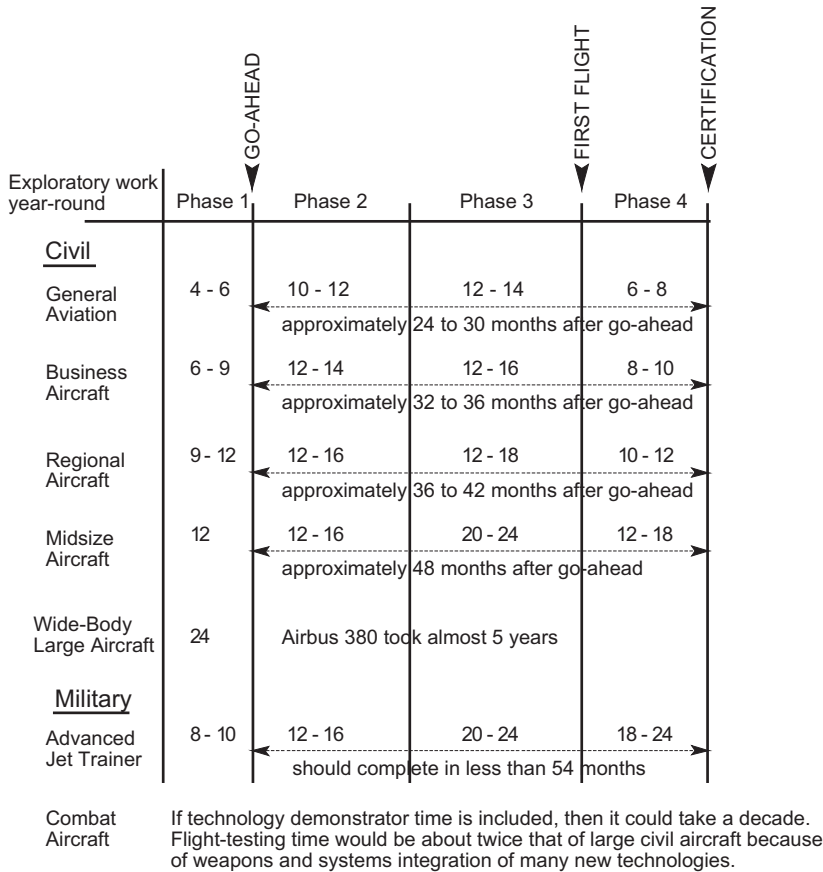 GO-AHEAD
FIRST FLIGHT
CERTIFICATION
Exploratory work
year-round
Phase 1
Phase 2
Phase 3
Phase 4
Civil
General
Aviation
4 - 6
10 - 12
12 - 14
6 - 8
approximately 24 to 30 months after go-ahead
Business
Aircraft
6 - 9
12 - 14
12 - 16
8 - 10
approximately 32 to 36 months after go-ahead
Regional
Aircraft
9 - 12
12 - 16
12 - 18
10 - 12
approximately 36 to 42 months after go-ahead
Midsize
Aircraft
12
12 - 16
20 - 24
12 - 18
approximately 48 months after go-ahead
Wide-Body
Large Aircraft
24
Airbus 380 took almost 5 years
Military
Advanced
Jet Trainer
8 - 10
12 - 16
20 - 24
18 - 24
should complete in less than 54 months
Combat
Aircraft
If technology demonstrator time is included, then it could take a decade.
Flight-testing time would be about twice that of large civil aircraft because
of weapons and systems integration of many new technologies.